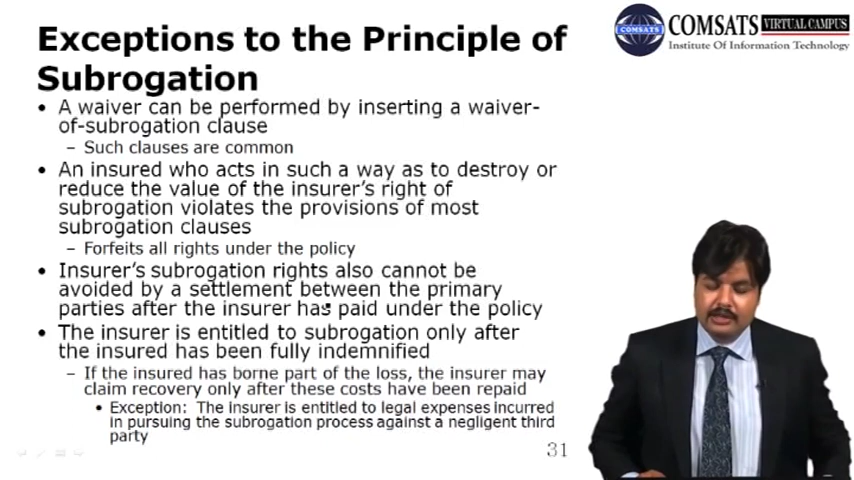 Exceptions to the Principle of
Subrogation
• A waiver can be performed by inserting a waiver-
of-subrogation clause
– Such clauses are common
• An insured who acts in such a way as to destroy or
reduce the value of the insurer's right of
subrogation violates the provisions of most
subrogation clauses
– Forfeits all rights under the policy
• Insurer's subrogation rights also cannot be
avoided by a settlement between the primary
parties after the insurer has paid under the policy
• The insurer is entitled to subrogation only after
the insured has been fully indemnified
– If the insured has borne part of the loss, the insurer may
claim recovery only after these costs have been repaid
• Exception: The insurer is entitled to legal expenses incurred
in pursuing the subrogation process against a negligent third
party
31
COMSATS
COMSATS VIRTUAL CAMPUS
Institute Of Information Technology